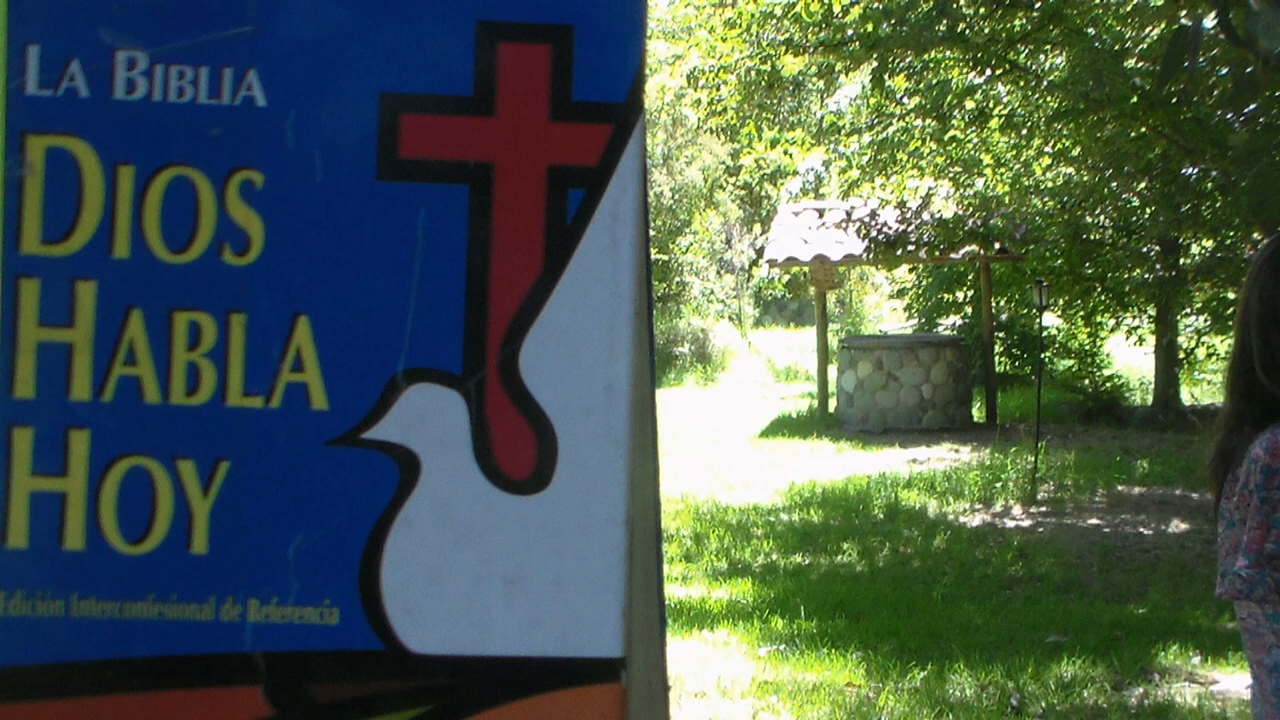 LA BIBLIA
DIOS
HABLA
HOY
Edición Interconfesional de Referencia